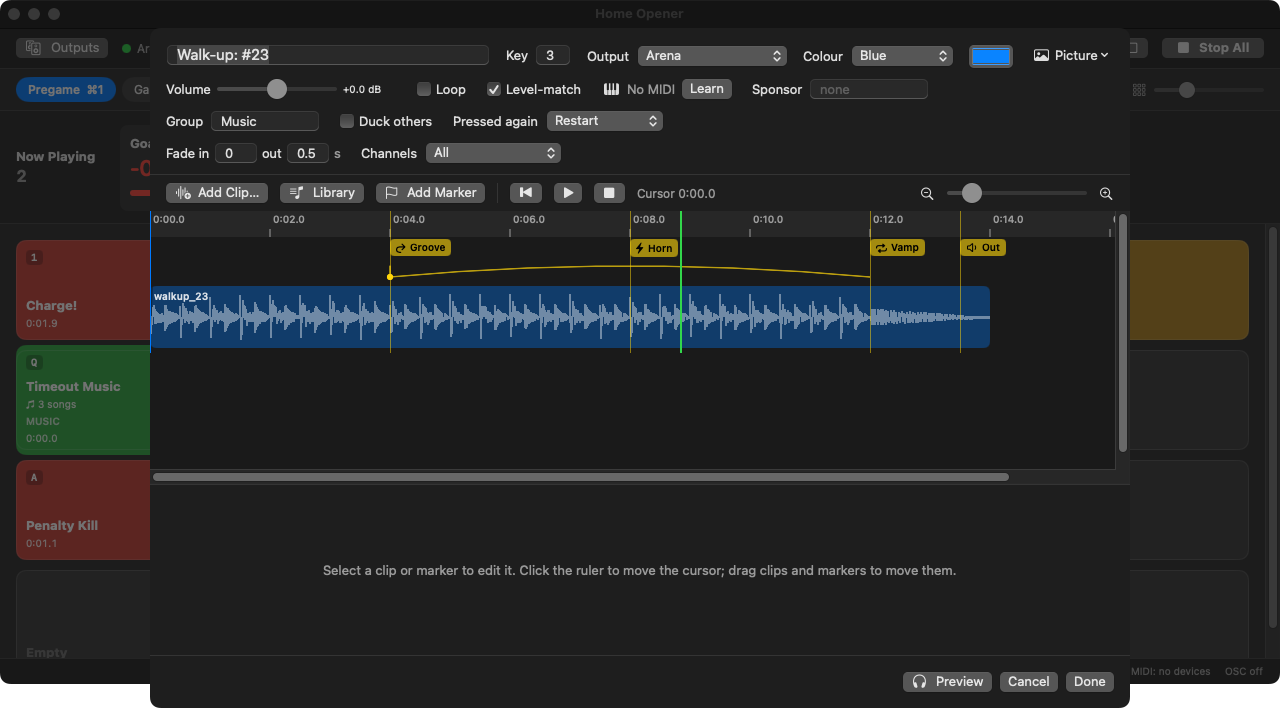 Home Opener
Outputs
Stop All
Walk-up: #23
Key 3 Output Arena Colour Blue Picture
Pregame ⌘1
Volume +0.0 dB Loop Level-match No MIDI Learn Sponsor none
Group Music Duck others Pressed again Restart
Fade in 0 out 0.5 s Channels All
Now Playing
2
Add Clip... Library Add Marker Cursor 0:00.0
0:00.0 0:02.0 0:04.0 0:06.0 0:08.0 0:10.0 0:12.0 0:14.0
Groove Horn Vamp Out
walkup_23
1
Charge!
0:01.9
Q
Timeout Music
3 songs
MUSIC
0:00.0
A
Penalty Kill
0:01.1
Select a clip or marker to edit it. Click the ruler to move the cursor; drag clips and markers to move them.
Empty
MIDI: no devices OSC off
Preview Cancel Done